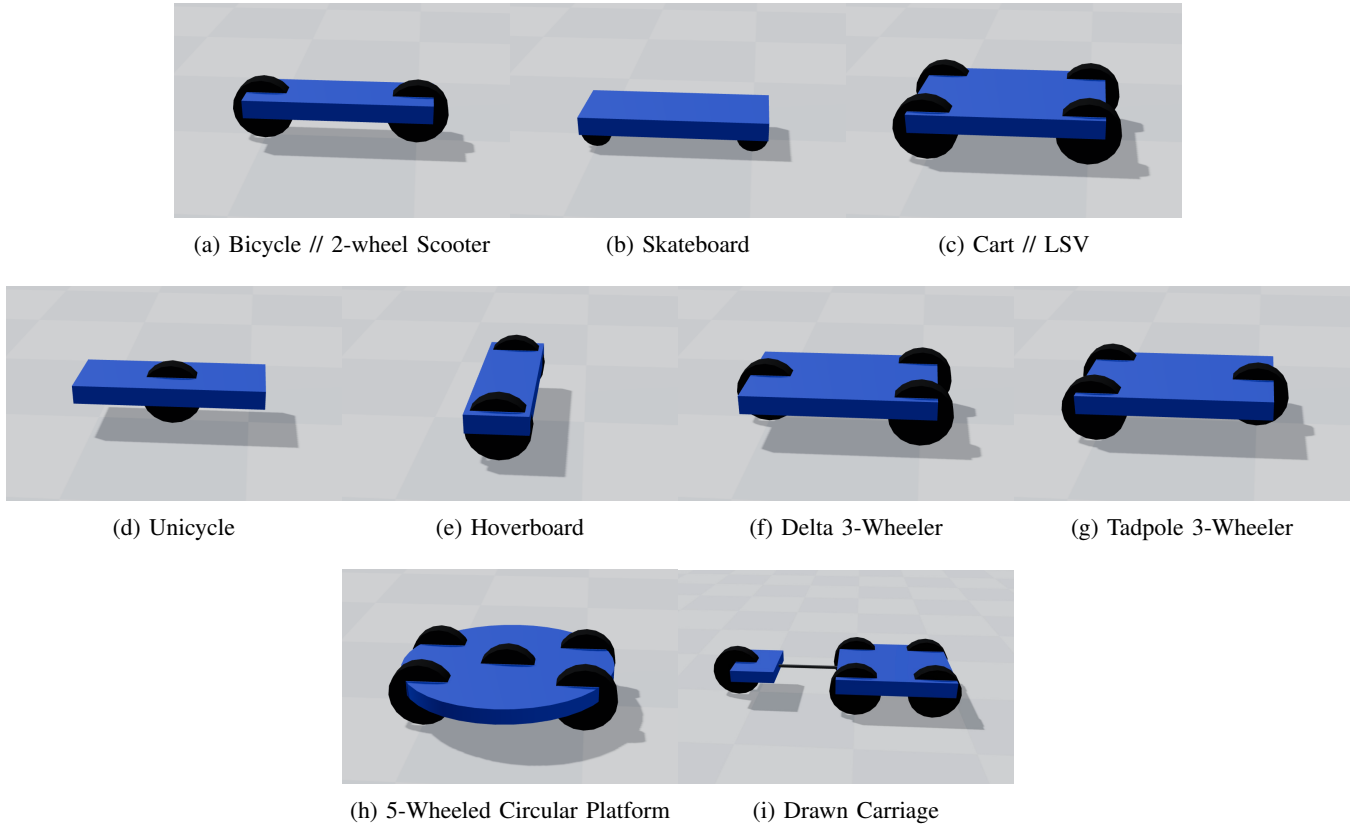 (a) Bicycle // 2-wheel Scooter
(b) Skateboard
(c) Cart // LSV
(d) Unicycle
(e) Hoverboard
(f) Delta 3-Wheeler
(g) Tadpole 3-Wheeler
(h) 5-Wheeled Circular Platform
(i) Drawn Carriage